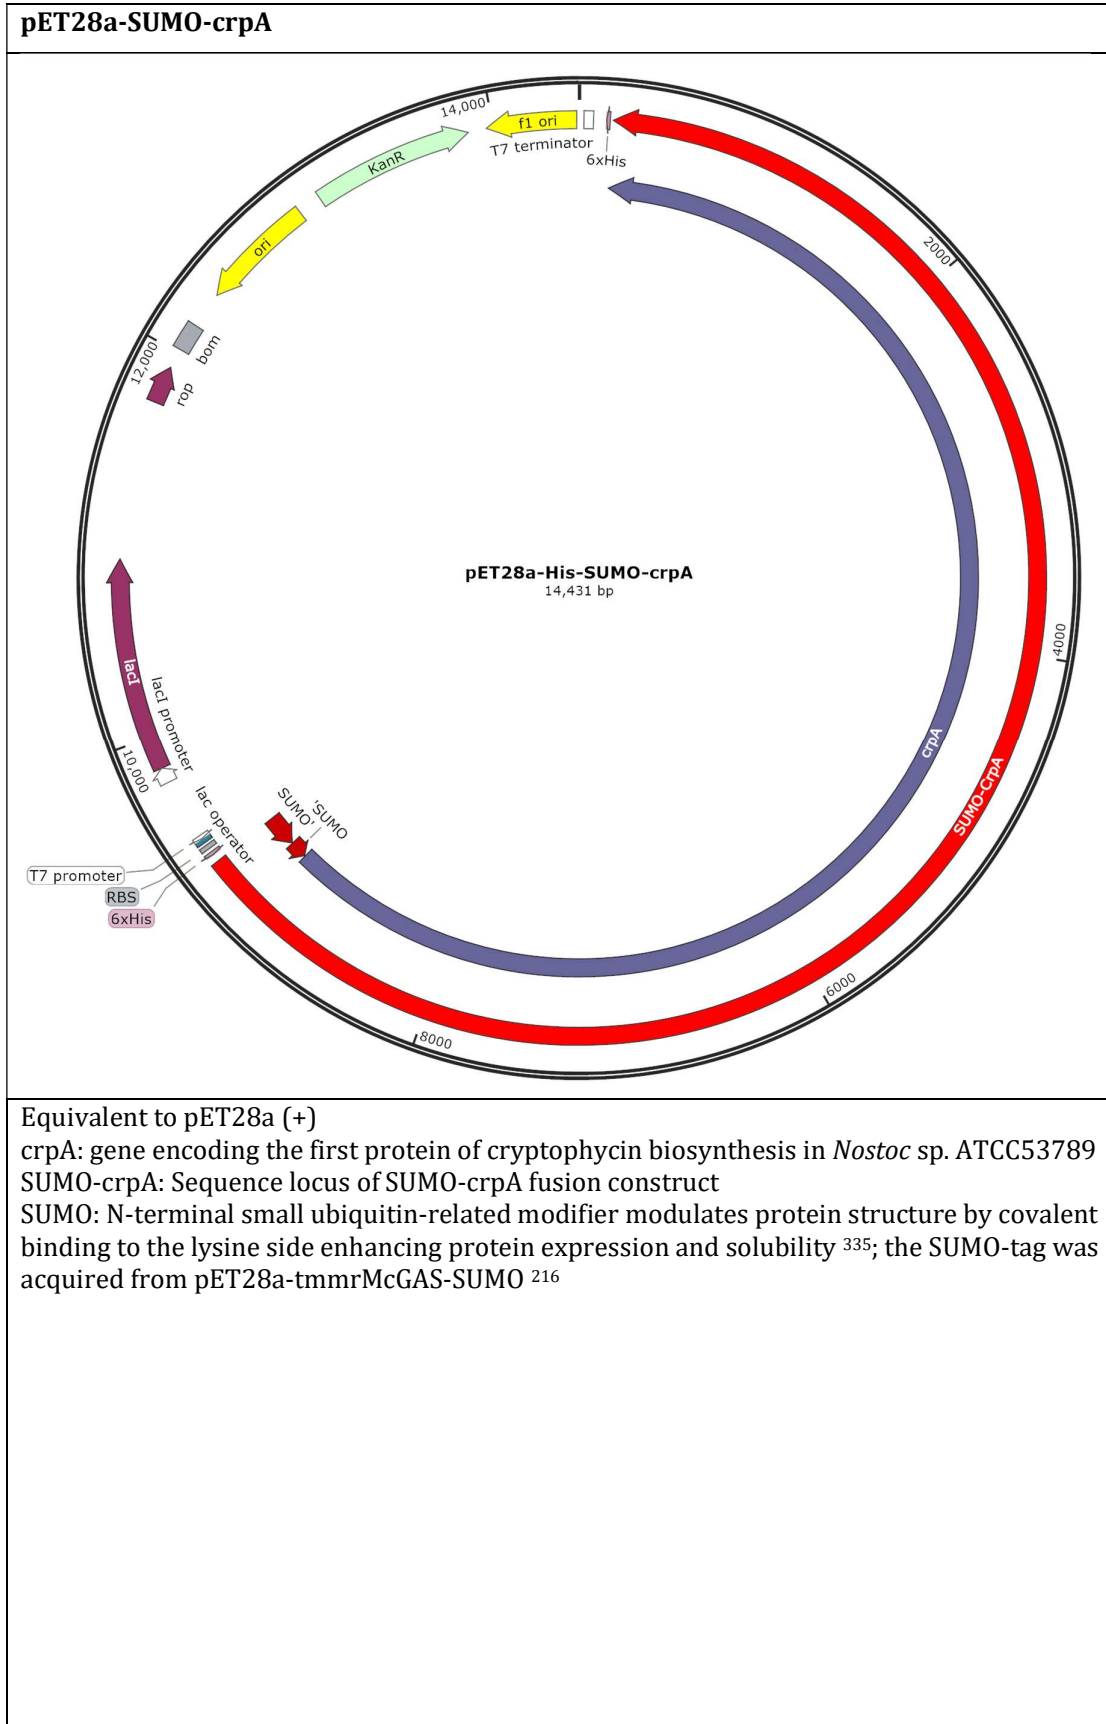 pET28a-SUMO-crpA
14,000
f1 ori
T7 terminator
6xHis
KanR
ori
2000
bom
12,000
rop
pET28a-His-SUMO-crpA
14,431 bp
4000
lacI
lacI promoter
10,000
crpA
SUMO-CrpA
lac operator
SUMO'
'SUMO
T7 promoter
RBS
6xHis
6000
8000
Equivalent to pET28a (+)
crpA: gene encoding the first protein of cryptophycin biosynthesis in Nostoc sp. ATCC53789
SUMO-crpA: Sequence locus of SUMO-crpA fusion construct
SUMO: N-terminal small ubiquitin-related modifier modulates protein structure by covalent
binding to the lysine side enhancing protein expression and solubility 335; the SUMO-tag was
acquired from pET28a-tmmrMcGAS-SUMO 216